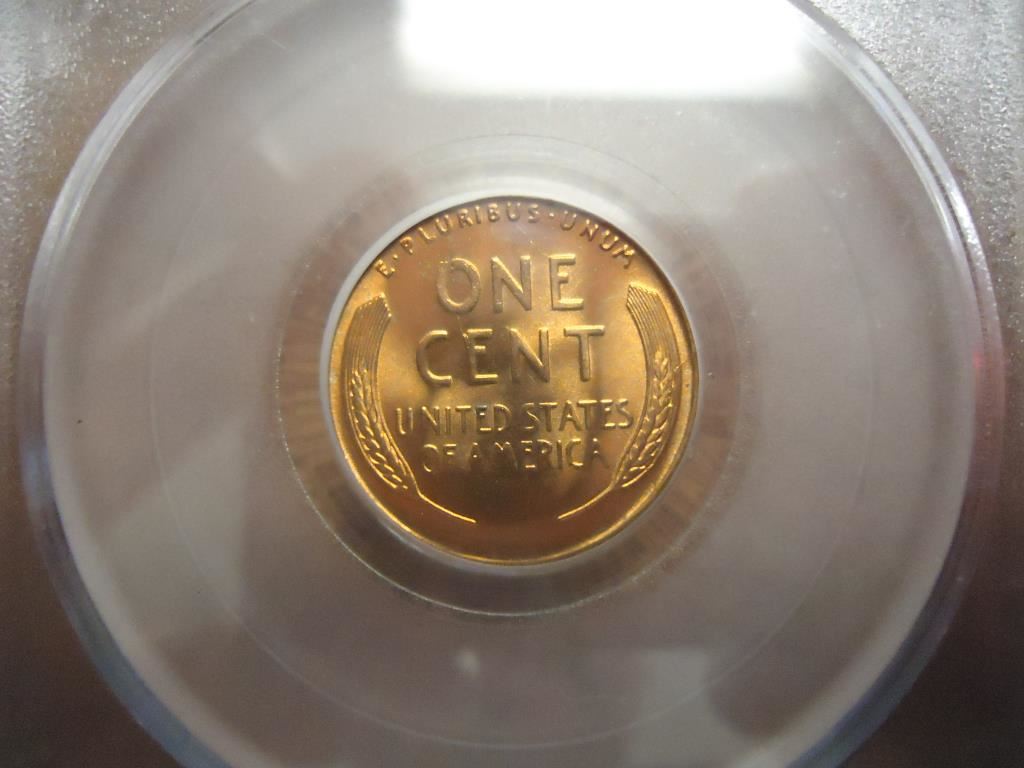 E·PLURIBUS·UNUM
ONE
CENT
UNITED STATES
OF AMERICA